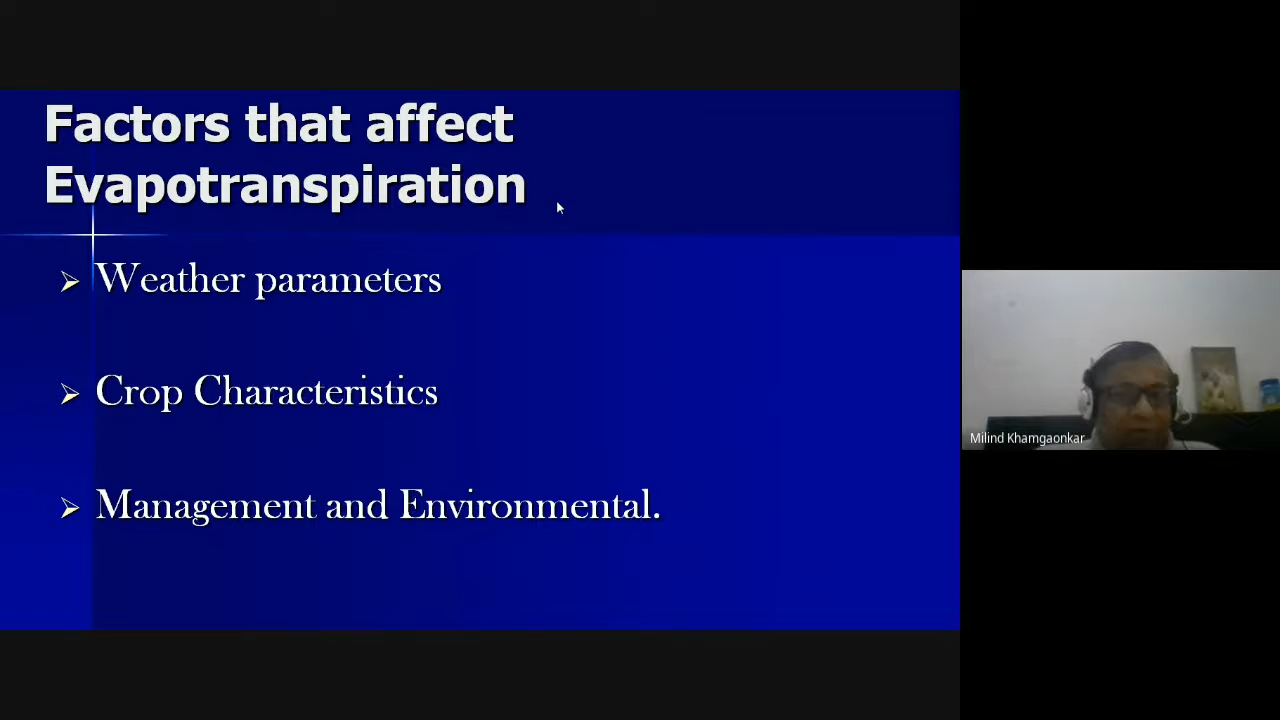 Factors that affect
Evapotranspiration
Weather parameters
Crop Characteristics
Management and Environmental.
Milind Khamgaonkar